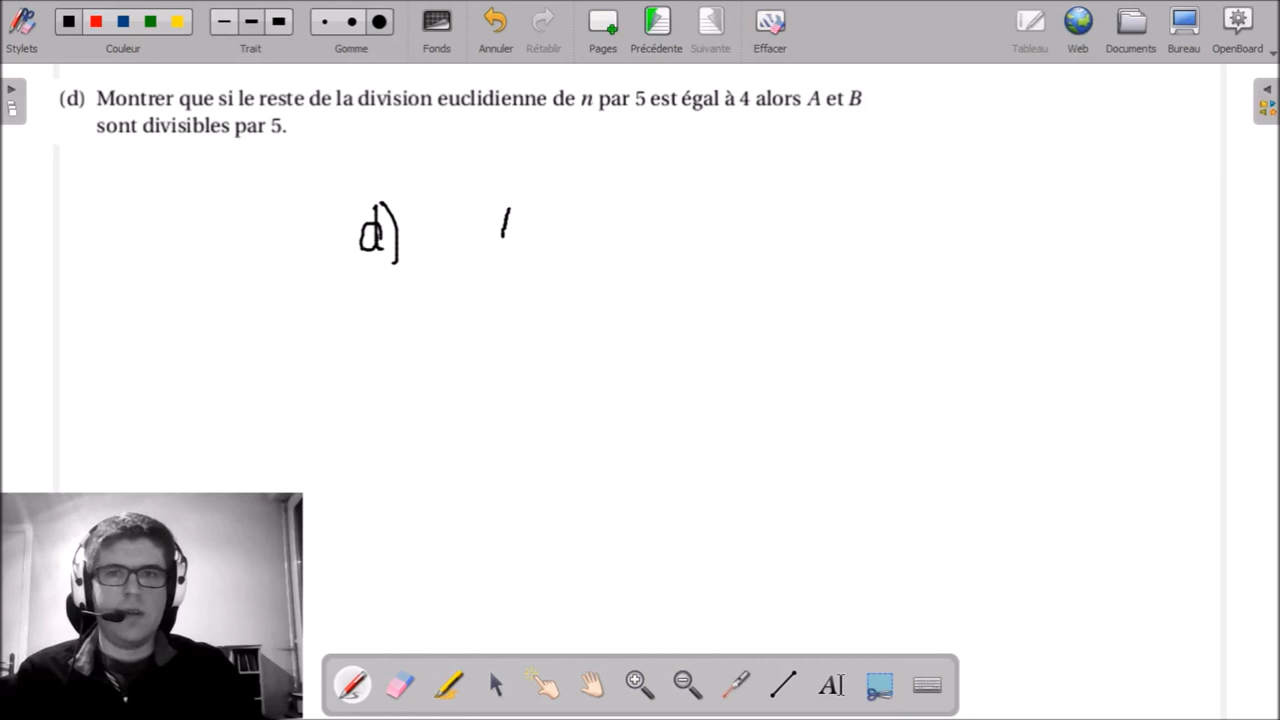 Stylets Couleur Trait Gomme Fonds Annuler Rétablir Pages Précédente Suivante Effacer Tableau Web Documents Bureau OpenBoard
(d) Montrer que si le reste de la division euclidienne de n par 5 est égal à 4 alors A et B
sont divisibles par 5.
d)
AI